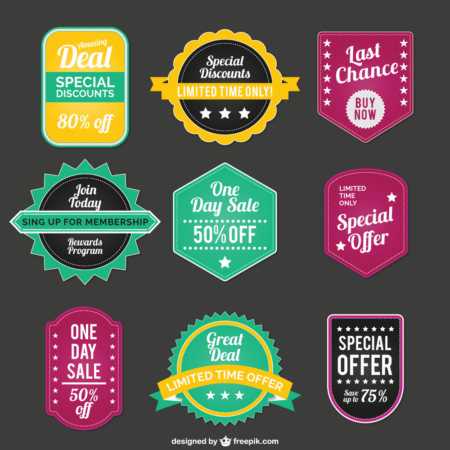 Amazing
Deal
SPECIAL
DISCOUNTS
80% off
Special
Discounts
LIMITED TIME ONLY!
Last
Chance
BUY
NOW
Join
Today
SING UP FOR MEMBERSHIP
Rewards
Program
One
Day Sale
50% OFF
LIMITED
TIME
ONLY
Special
Offer
ONE
DAY
SALE
50%
off
Great
Deal
LIMITED TIME OFFER
SPECIAL
OFFER
Save up to 75%
designed by freepik.com